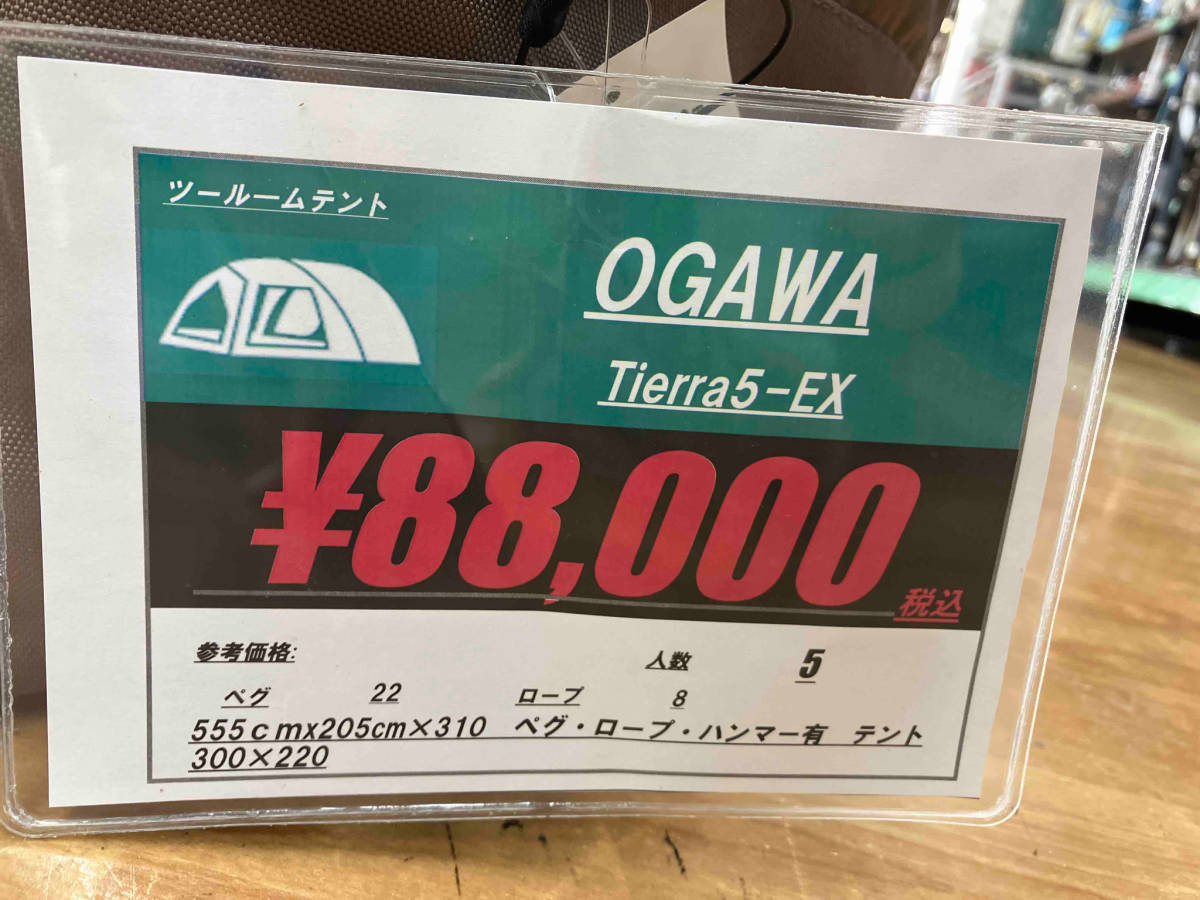 ツールームテント
OGAWA
Tierra5-EX
¥88,000
税込
参考価格:
人数 5
ペグ 22 ロープ 8
555cmx205cm×310 ペグ・ロープ・ハンマー有 テント
300×220